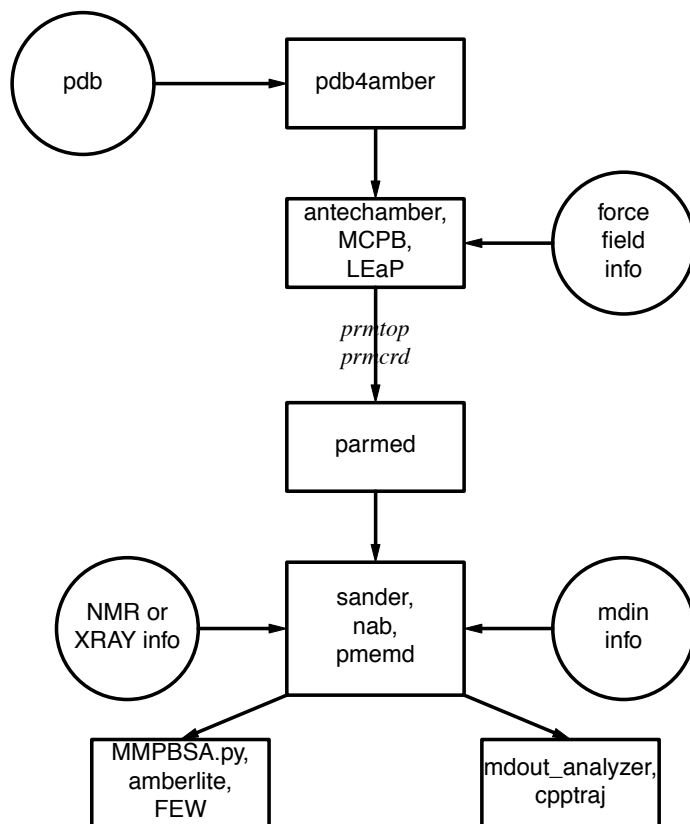 pdb
pdb4amber
antechamber,
MCPB,
LEaP
force
field
info
prmtop
prmcrd
parmed
NMR or
XRAY info
sander,
nab,
pmemd
mdin
info
MMPBSA.py,
amberlite,
FEW
mdout_analyzer,
cpptraj